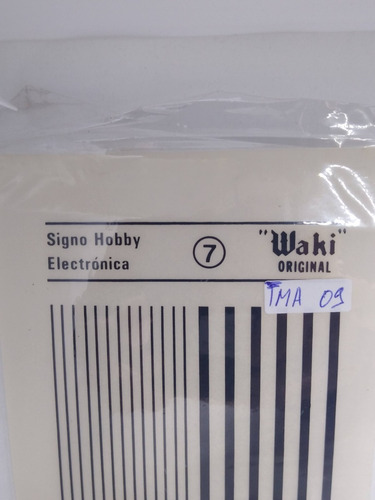 Signo Hobby
Electrónica
7
"Waki"
ORIGINAL
TMA 09